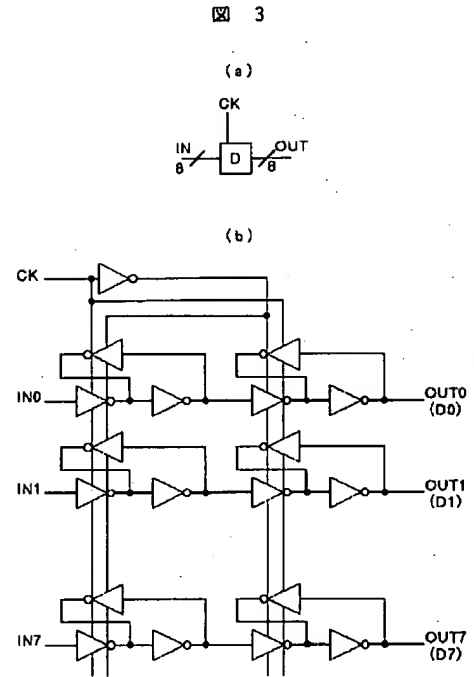 図 3
(a)
CK
IN
OUT
8
D
8
(b)
CK
IN0
OUT0
(D0)
IN1
OUT1
(D1)
IN7
OUT7
(D7)